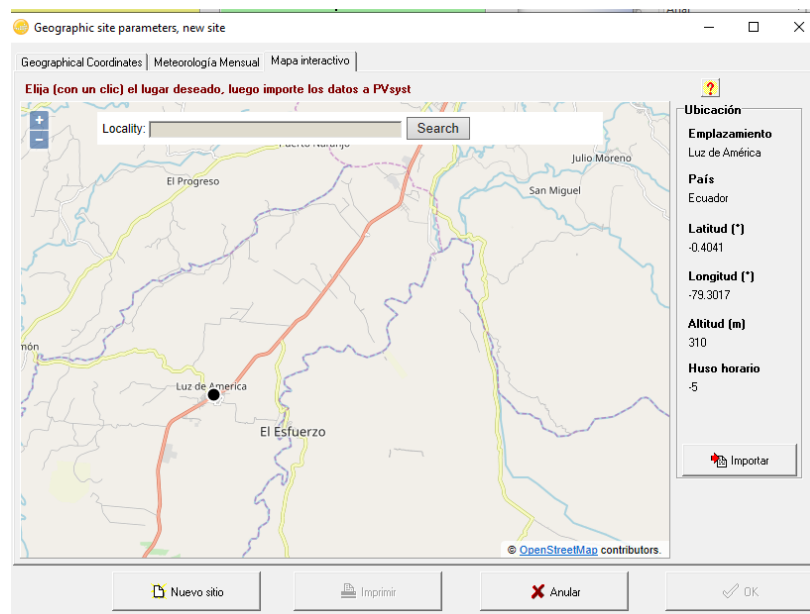 Geographic site parameters, new site
Geographical Coordinates
Meteorología Mensual
Mapa interactivo
Elija (con un clic) el lugar deseado, luego importe los datos a PVsyst
?
+
−
Locality:
Search
Puerto Naranjo
Julio Moreno
El Progreso
San Miguel
món
Luz de America
El Esfuerzo
© OpenStreetMap contributors.
Ubicación
Emplazamiento
Luz de América
País
Ecuador
Latitud (°)
-0.4041
Longitud (°)
-79.3017
Altitud (m)
310
Huso horario
-5
Importar
Nuevo sitio
Imprimir
Anular
OK